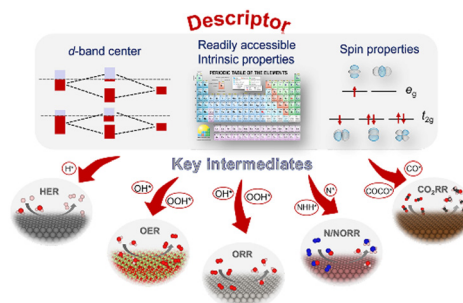 Descriptor
d-band center
Readily accessible
Intrinsic properties
Spin properties
PERIODIC TABLE OF THE ELEMENTS
eg
t2g
Key Intermediates
H*
OH*
OOH*
OH*
OOH*
N*
NHH*
CO*
COCO*
HER
OER
ORR
N/NORR
CO2RR